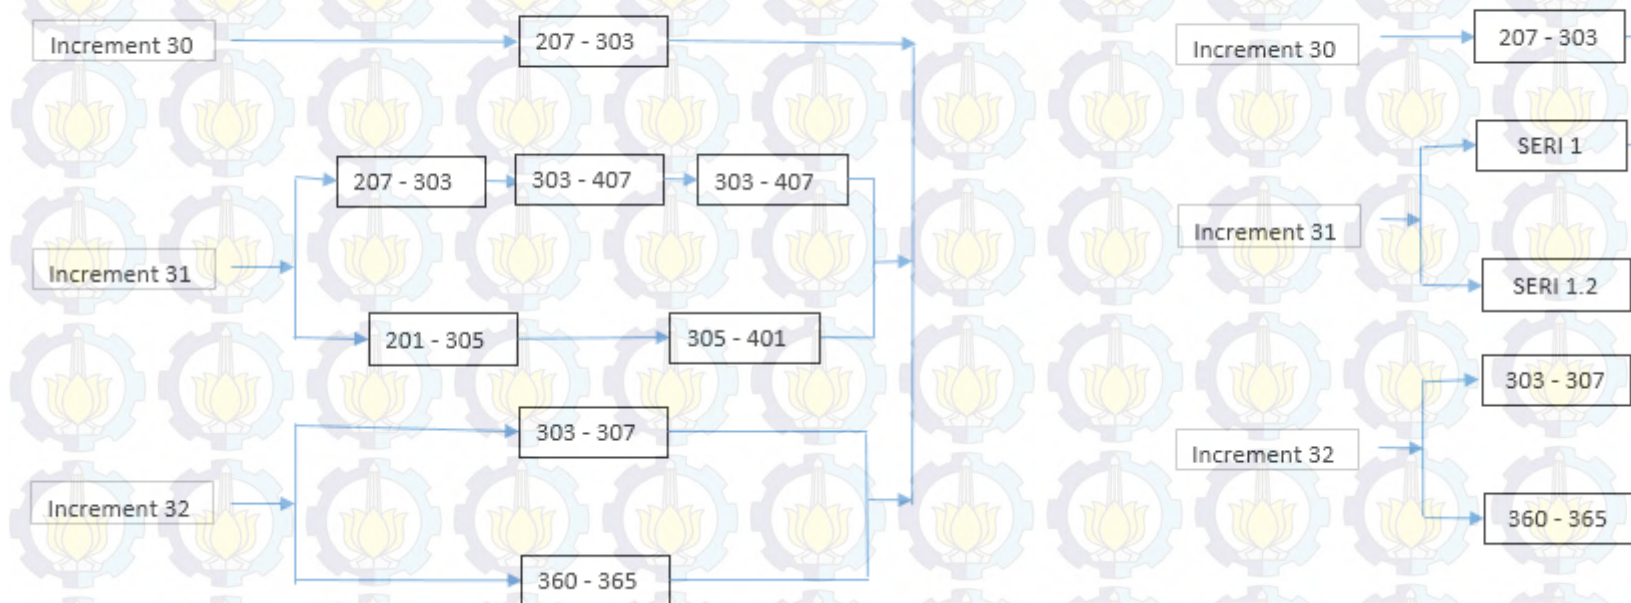 Increment 30
207 - 303
207 - 303
303 - 407
303 - 407
Increment 31
201 - 305
305 - 401
303 - 307
Increment 32
360 - 365
Increment 30
207 - 303
SERI 1
Increment 31
SERI 1.2
303 - 307
Increment 32
360 - 365